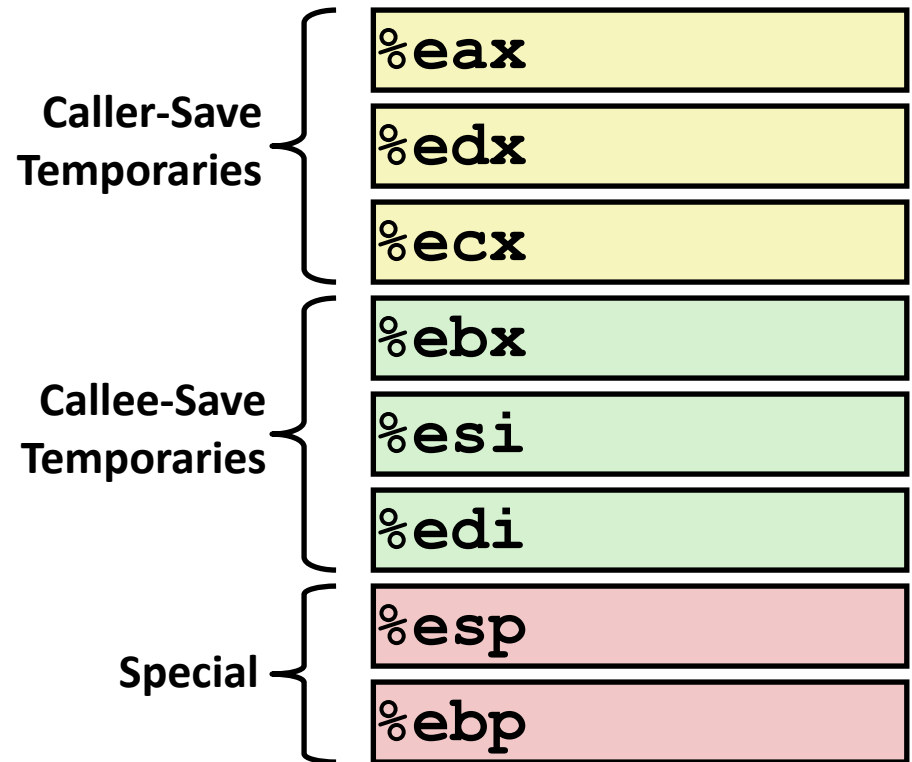 Caller-Save
Temporaries
%eax
%edx
%ecx
Callee-Save
Temporaries
%ebx
%esi
%edi
Special
%esp
%ebp